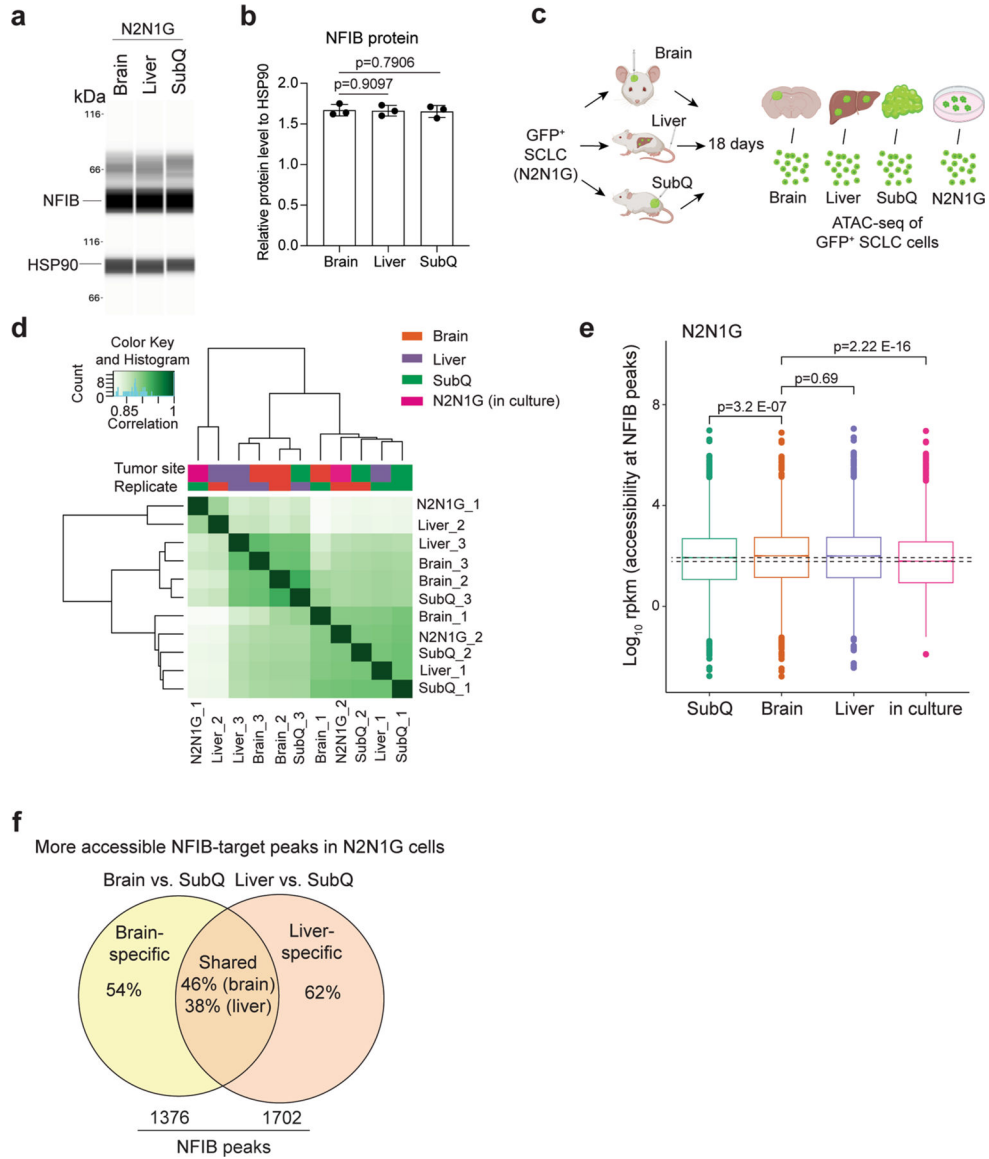 a
N2N1G
Brain
Liver
SubQ
kDa
116
66
NFIB
116
HSP90
66
b
NFIB protein
Relative protein level to HSP90
p=0.7906
p=0.9097
2.0
1.5
1.0
0.5
0.0
Brain Liver SubQ
c
Brain
Liver
SubQ
GFP+
SCLC
(N2N1G)
18 days
Brain Liver SubQ N2N1G
ATAC-seq of
GFP+ SCLC cells
d
Color Key
and Histogram
Count
0 4 8
0.85 1
Correlation
Brain
Liver
SubQ
N2N1G (in culture)
Tumor site
Replicate
N2N1G_1
Liver_2
Liver_3
Brain_3
Brain_2
SubQ_3
Brain_1
N2N1G_2
SubQ_2
Liver_1
SubQ_1
N2N1G_1
Liver_2
Liver_3
Brain_3
Brain_2
SubQ_3
Brain_1
N2N1G_2
SubQ_2
Liver_1
SubQ_1
e
N2N1G
Log10 rpkm (accessibility at NFIB peaks)
p=2.22 E-16
p=0.69
p=3.2 E-07
8
4
0
SubQ Brain Liver in culture
f
More accessible NFIB-target peaks in N2N1G cells
Brain vs. SubQ Liver vs. SubQ
Brain-
specific
54%
Shared
46% (brain)
38% (liver)
Liver-
specific
62%
1376 1702
NFIB peaks